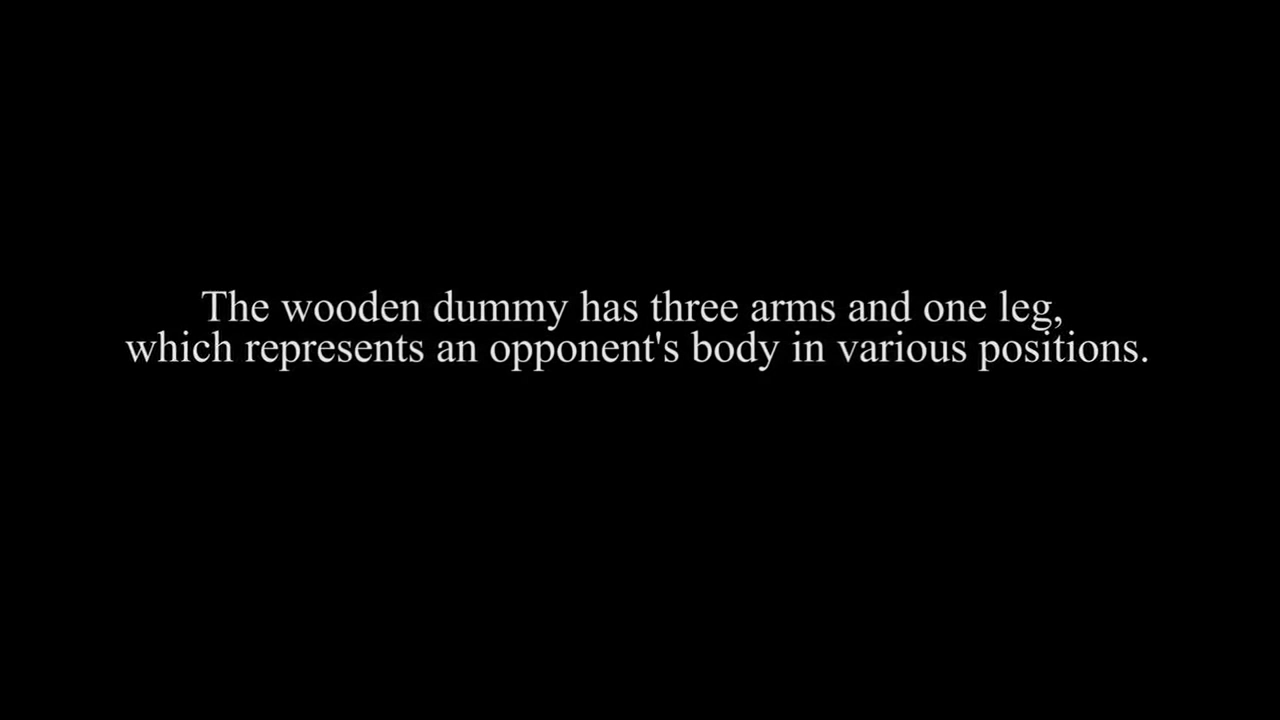 The wooden dummy has three arms and one leg,
which represents an opponent's body in various positions.